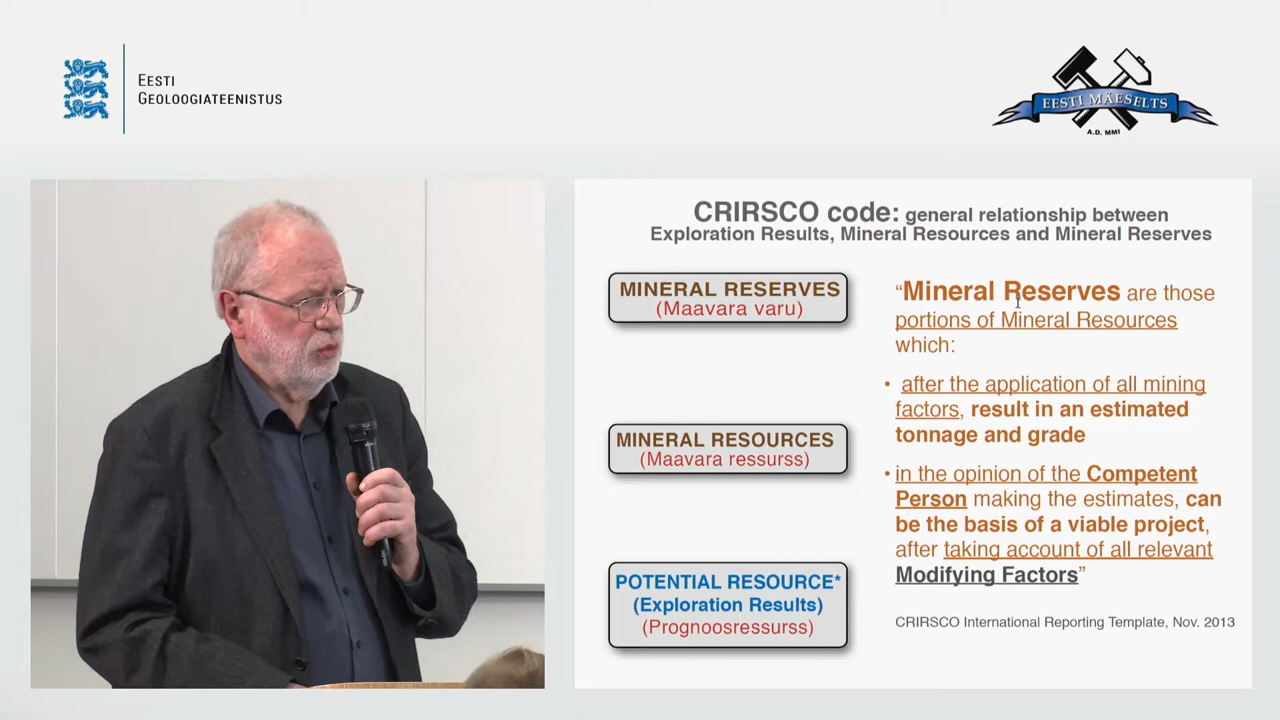 EESTI
GEOLOOGIATEENISTUS
EESTI MÄESELTS
A.D. MMI
CRIRSCO code: general relationship between
Exploration Results, Mineral Resources and Mineral Reserves
MINERAL RESERVES
(Maavara varu)
MINERAL RESOURCES
(Maavara ressurss)
POTENTIAL RESOURCE*
(Exploration Results)
(Prognoosressurss)
“Mineral Reserves are those
portions of Mineral Resources
which:
• after the application of all mining
factors, result in an estimated
tonnage and grade
• in the opinion of the Competent
Person making the estimates, can
be the basis of a viable project,
after taking account of all relevant
Modifying Factors”
CRIRSCO International Reporting Template, Nov. 2013